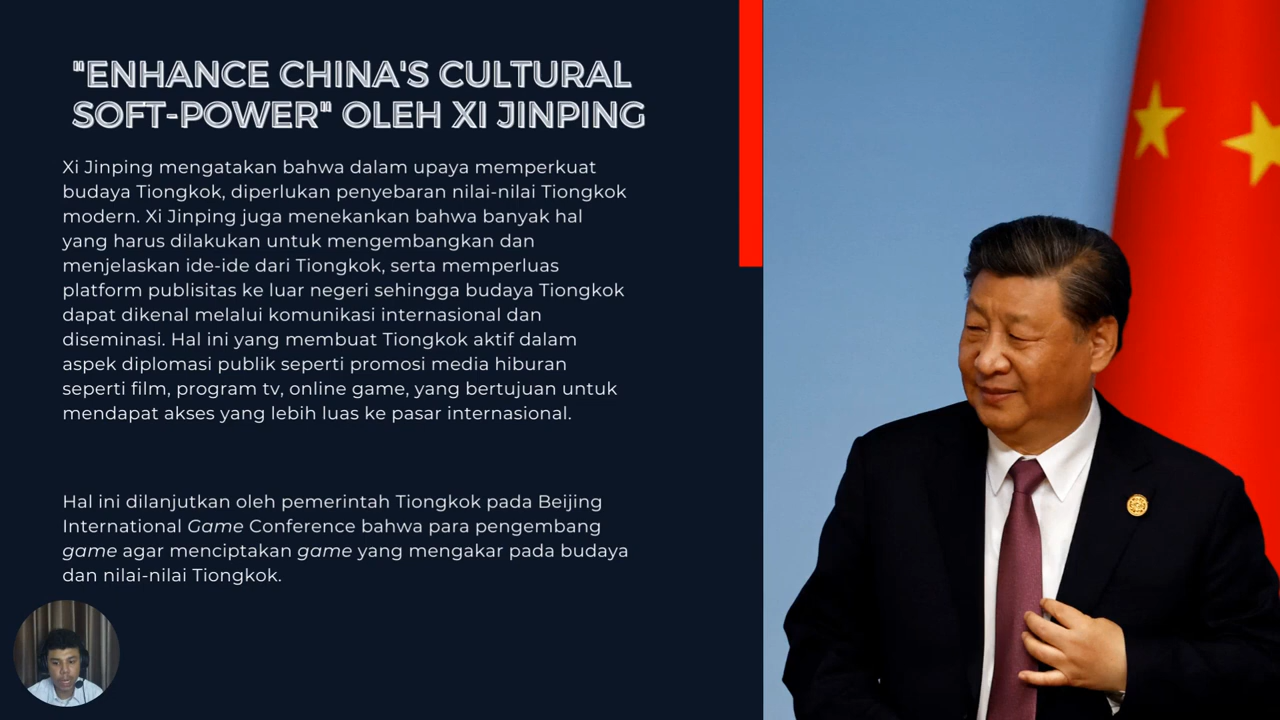 "ENHANCE CHINA'S CULTURAL
SOFT-POWER" OLEH XI JINPING
Xi Jinping mengatakan bahwa dalam upaya memperkuat
budaya Tiongkok, diperlukan penyebaran nilai-nilai Tiongkok
modern. Xi Jinping juga menekankan bahwa banyak hal
yang harus dilakukan untuk mengembangkan dan
menjelaskan ide-ide dari Tiongkok, serta memperluas
platform publisitas ke luar negeri sehingga budaya Tiongkok
dapat dikenal melalui komunikasi internasional dan
diseminasi. Hal ini yang membuat Tiongkok aktif dalam
aspek diplomasi publik seperti promosi media hiburan
seperti film, program tv, online game, yang bertujuan untuk
mendapat akses yang lebih luas ke pasar internasional.
Hal ini dilanjutkan oleh pemerintah Tiongkok pada Beijing
International Game Conference bahwa para pengembang
game agar menciptakan game yang mengakar pada budaya
dan nilai-nilai Tiongkok.